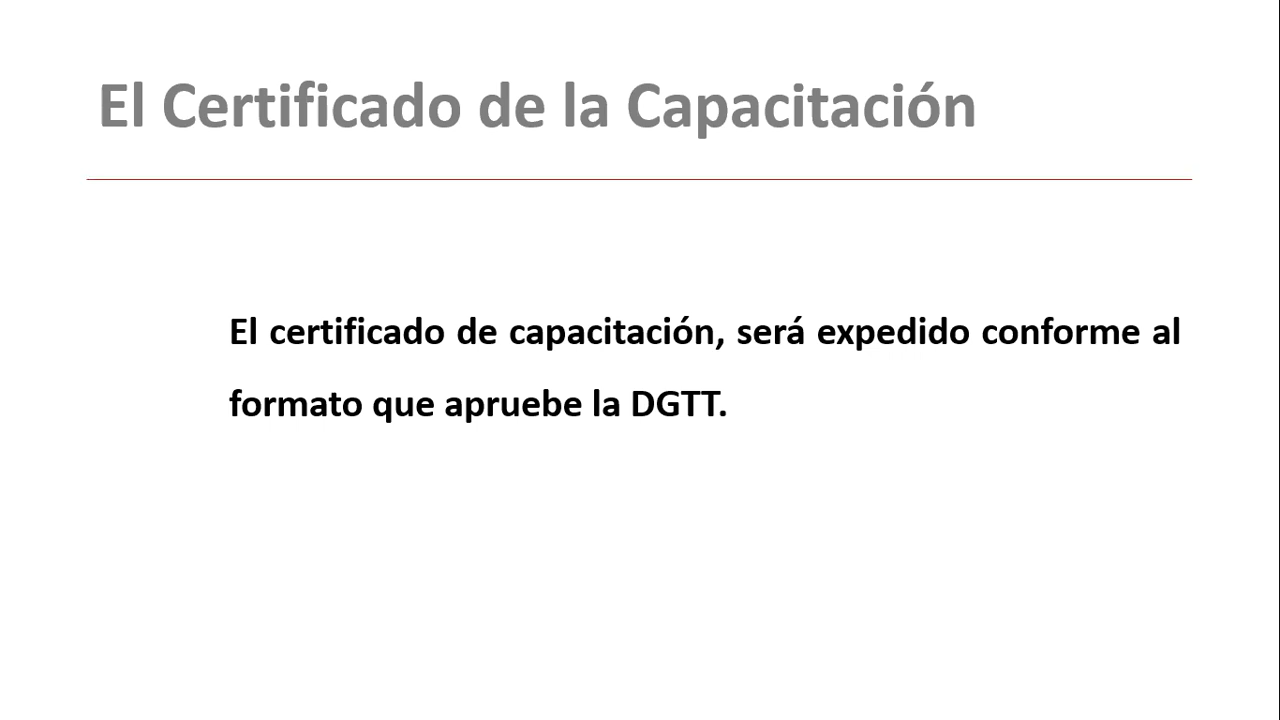 El Certificado de la Capacitación
El certificado de capacitación, será expedido conforme al
formato que apruebe la DGTT.